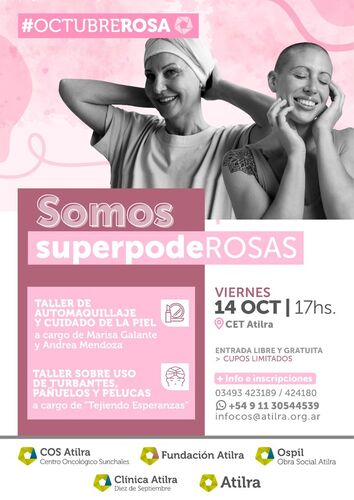 #OCTUBREROSA
Somos
superpodeROSAS
TALLER DE
AUTOMAQUILLAJE
Y CUIDADO DE LA PIEL
a cargo de Marisa Galante
y Andrea Mendoza
TALLER SOBRE USO
DE TURBANTES,
PAÑUELOS Y PELUCAS
a cargo de "Tejiendo Esperanzas"
VIERNES
14 OCT | 17hs.
CET Atilra
ENTRADA LIBRE Y GRATUITA
> CUPOS LIMITADOS
+ Info e inscripciones
03493 423189 / 424180
+54 9 11 30544539
infocos@atilra.org.ar
COS Atilra
Centro Oncológico Sunchales
Fundación Atilra
Ospil
Obra Social Atilra
Clínica Atilra
Diez de Septiembre
Atilra